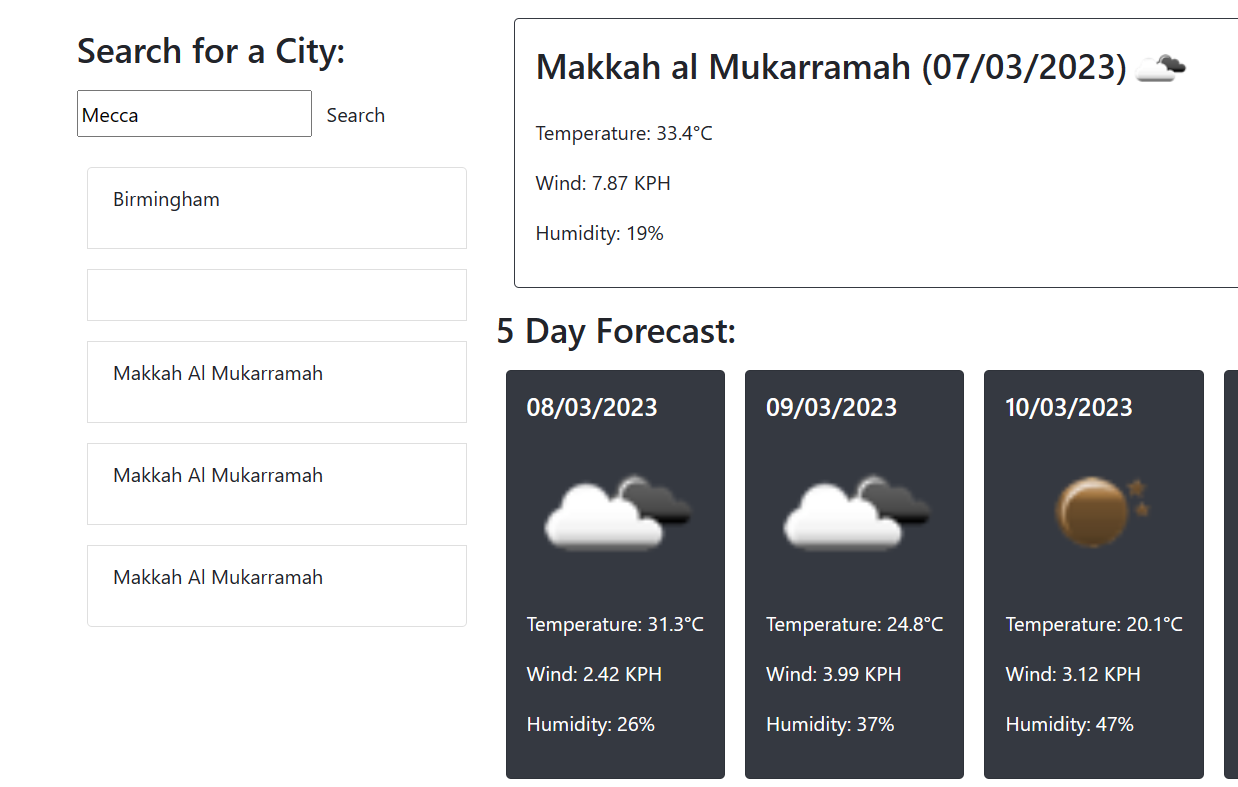 Search for a City:
Mecca
Search
Birmingham
Makkah Al Mukarramah
Makkah Al Mukarramah
Makkah Al Mukarramah
Makkah al Mukarramah (07/03/2023)
Temperature: 33.4°C
Wind: 7.87 KPH
Humidity: 19%
5 Day Forecast:
08/03/2023
Temperature: 31.3°C
Wind: 2.42 KPH
Humidity: 26%
09/03/2023
Temperature: 24.8°C
Wind: 3.99 KPH
Humidity: 37%
10/03/2023
Temperature: 20.1°C
Wind: 3.12 KPH
Humidity: 47%